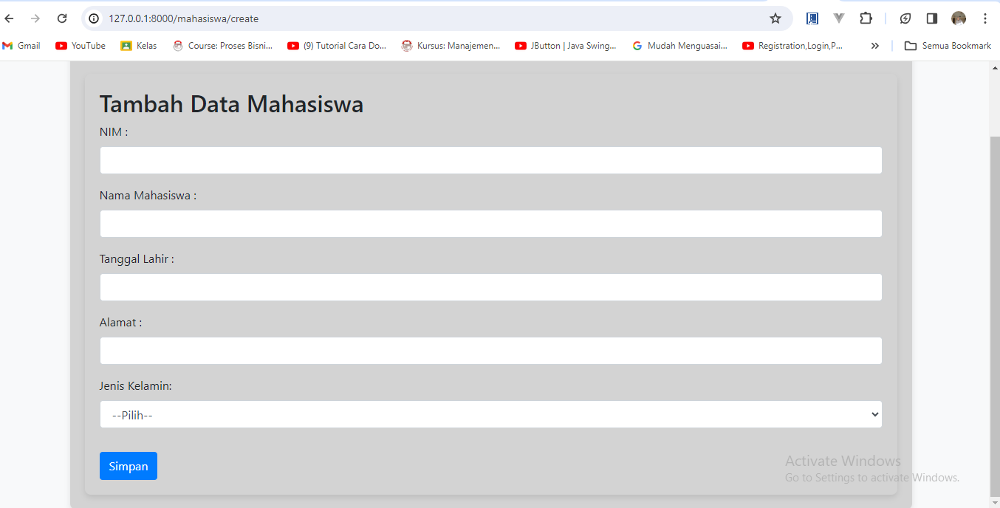 127.0.0.1:8000/mahasiswa/create
Gmail YouTube Kelas Course: Proses Bisni... (9) Tutorial Cara Do... Kursus: Manajemen... JButton | Java Swing... Mudah Menguasai... Registration,Login,P... » Semua Bookmark
Tambah Data Mahasiswa
NIM :
Nama Mahasiswa :
Tanggal Lahir :
Alamat :
Jenis Kelamin:
--Pilih--
Simpan
Activate Windows
Go to Settings to activate Windows.